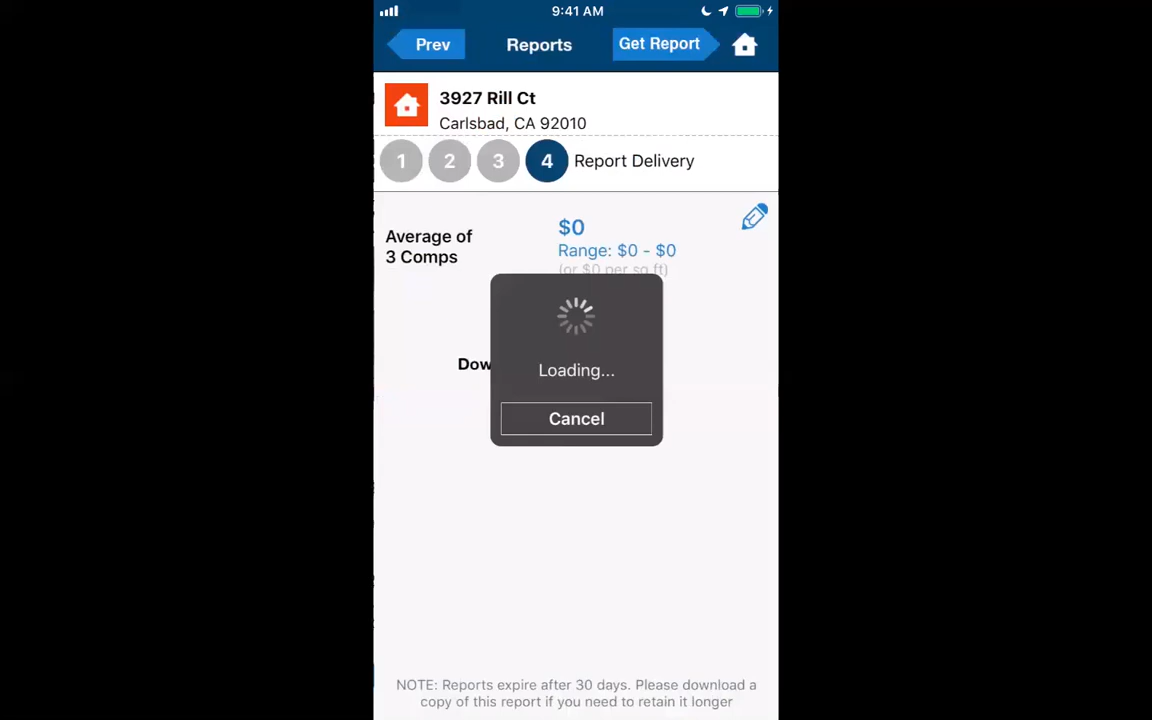 9:41 AM
Prev
Reports
Get Report
3927 Rill Ct
Carlsbad, CA 92010
1 2 3 4 Report Delivery
Average of
3 Comps
$0
Range: $0 - $0
(or $0 per sq ft)
Dow
Loading...
Cancel
NOTE: Reports expire after 30 days. Please download a
copy of this report if you need to retain it longer